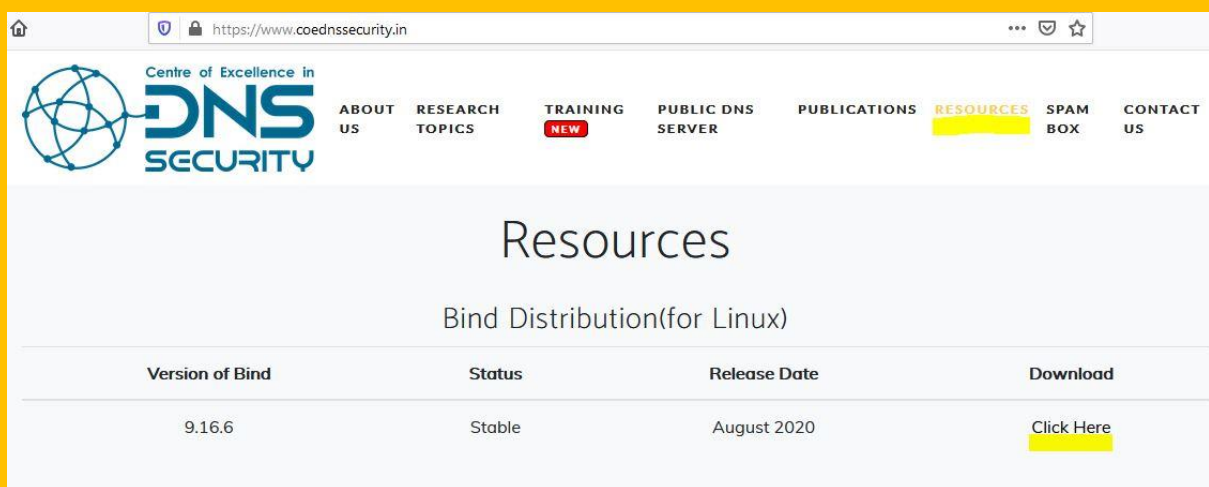 https://www.coednssecurity.in
Centre of Excellence in
DNS
SECURITY
ABOUT US
RESEARCH TOPICS
TRAINING NEW
PUBLIC DNS SERVER
PUBLICATIONS
RESOURCES
SPAM BOX
CONTACT US
Resources
Bind Distribution(for Linux)
Version of Bind Status Release Date Download
9.16.6 Stable August 2020 Click Here